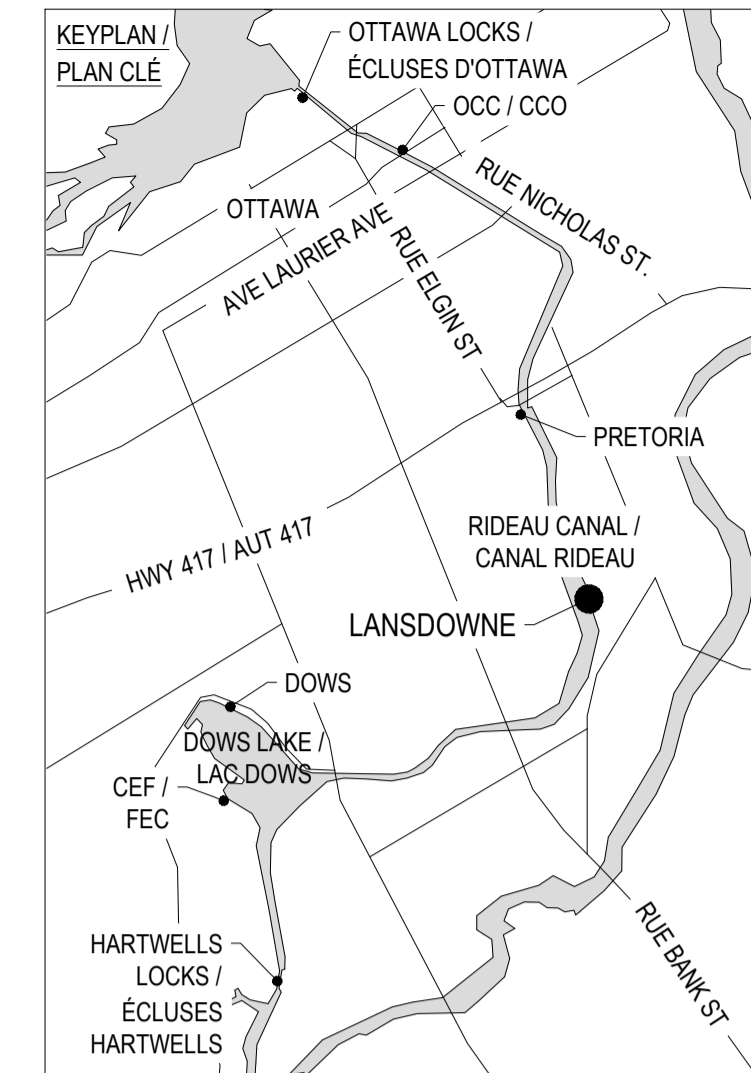 KEYPLAN /
PLAN CLÉ
OTTAWA LOCKS /
ÉCLUSES D'OTTAWA
OCC / CCO
RUE NICHOLAS ST.
OTTAWA
AVE LAURIER AVE
RUE ELGIN ST
PRETORIA
HWY 417 / AUT 417
RIDEAU CANAL /
CANAL RIDEAU
LANSDOWNE
DOWS
DOWS LAKE /
LAC DOWS
CEF /
FEC
RUE BANK ST
HARTWELLS
LOCKS /
ÉCLUSES
HARTWELLS